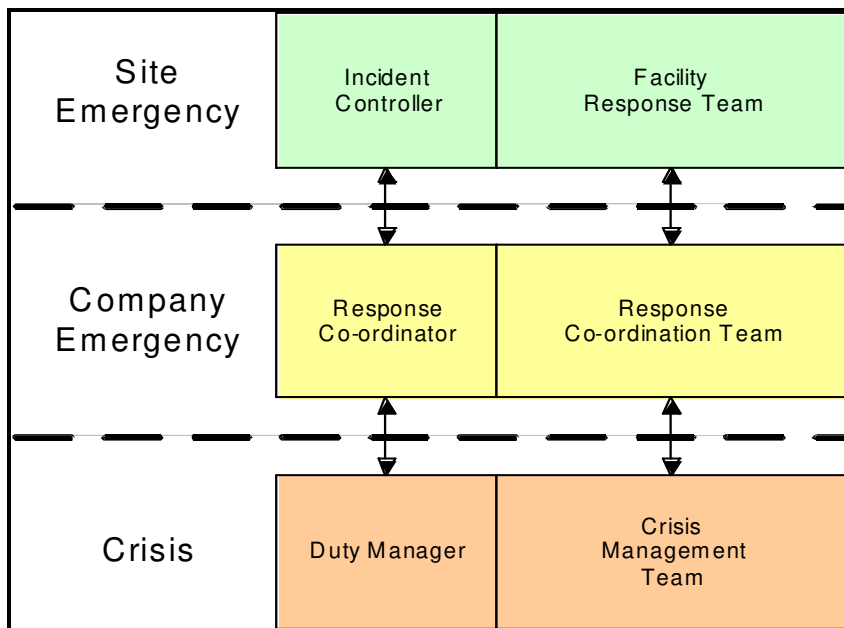 Site
Emergency
Incident
Controller
Facility
Response Team
Company
Emergency
Response
Co-ordinator
Response
Co-ordination Team
Crisis
Duty Manager
Crisis
Management
Team